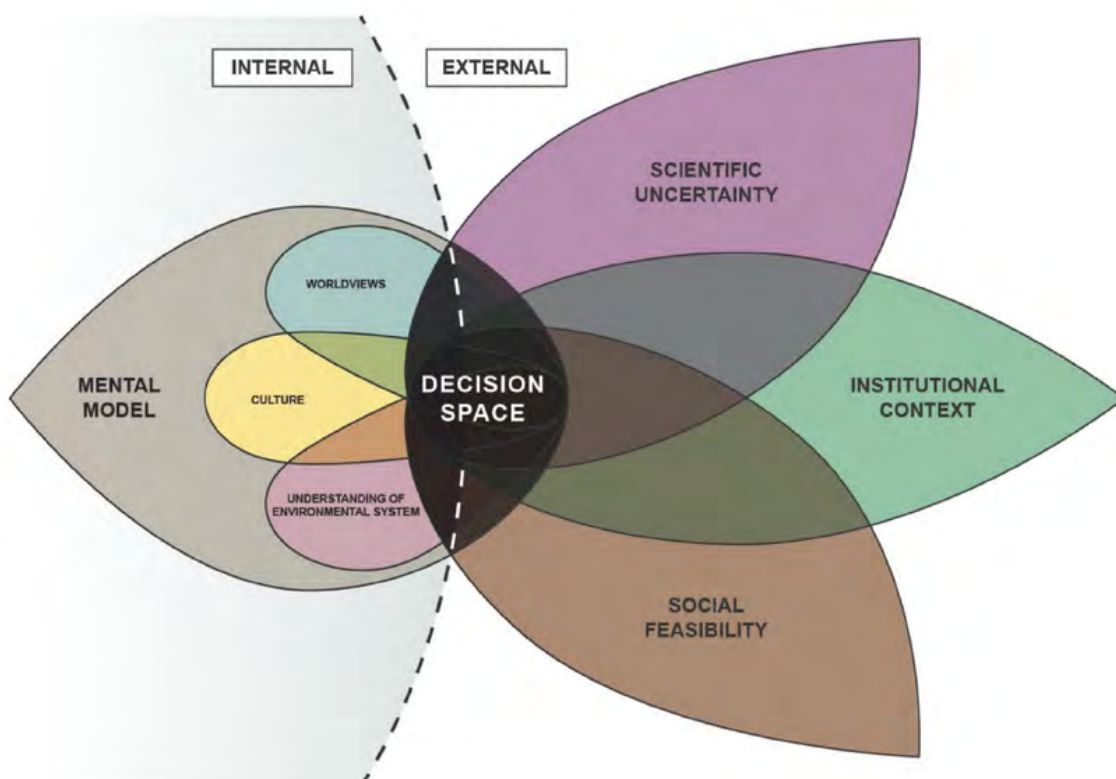 INTERNAL
EXTERNAL
SCIENTIFIC
UNCERTAINTY
WORLDVIEWS
MENTAL
MODEL
CULTURE
DECISION
SPACE
INSTITUTIONAL
CONTEXT
UNDERSTANDING OF
ENVIRONMENTAL SYSTEM
SOCIAL
FEASIBILITY